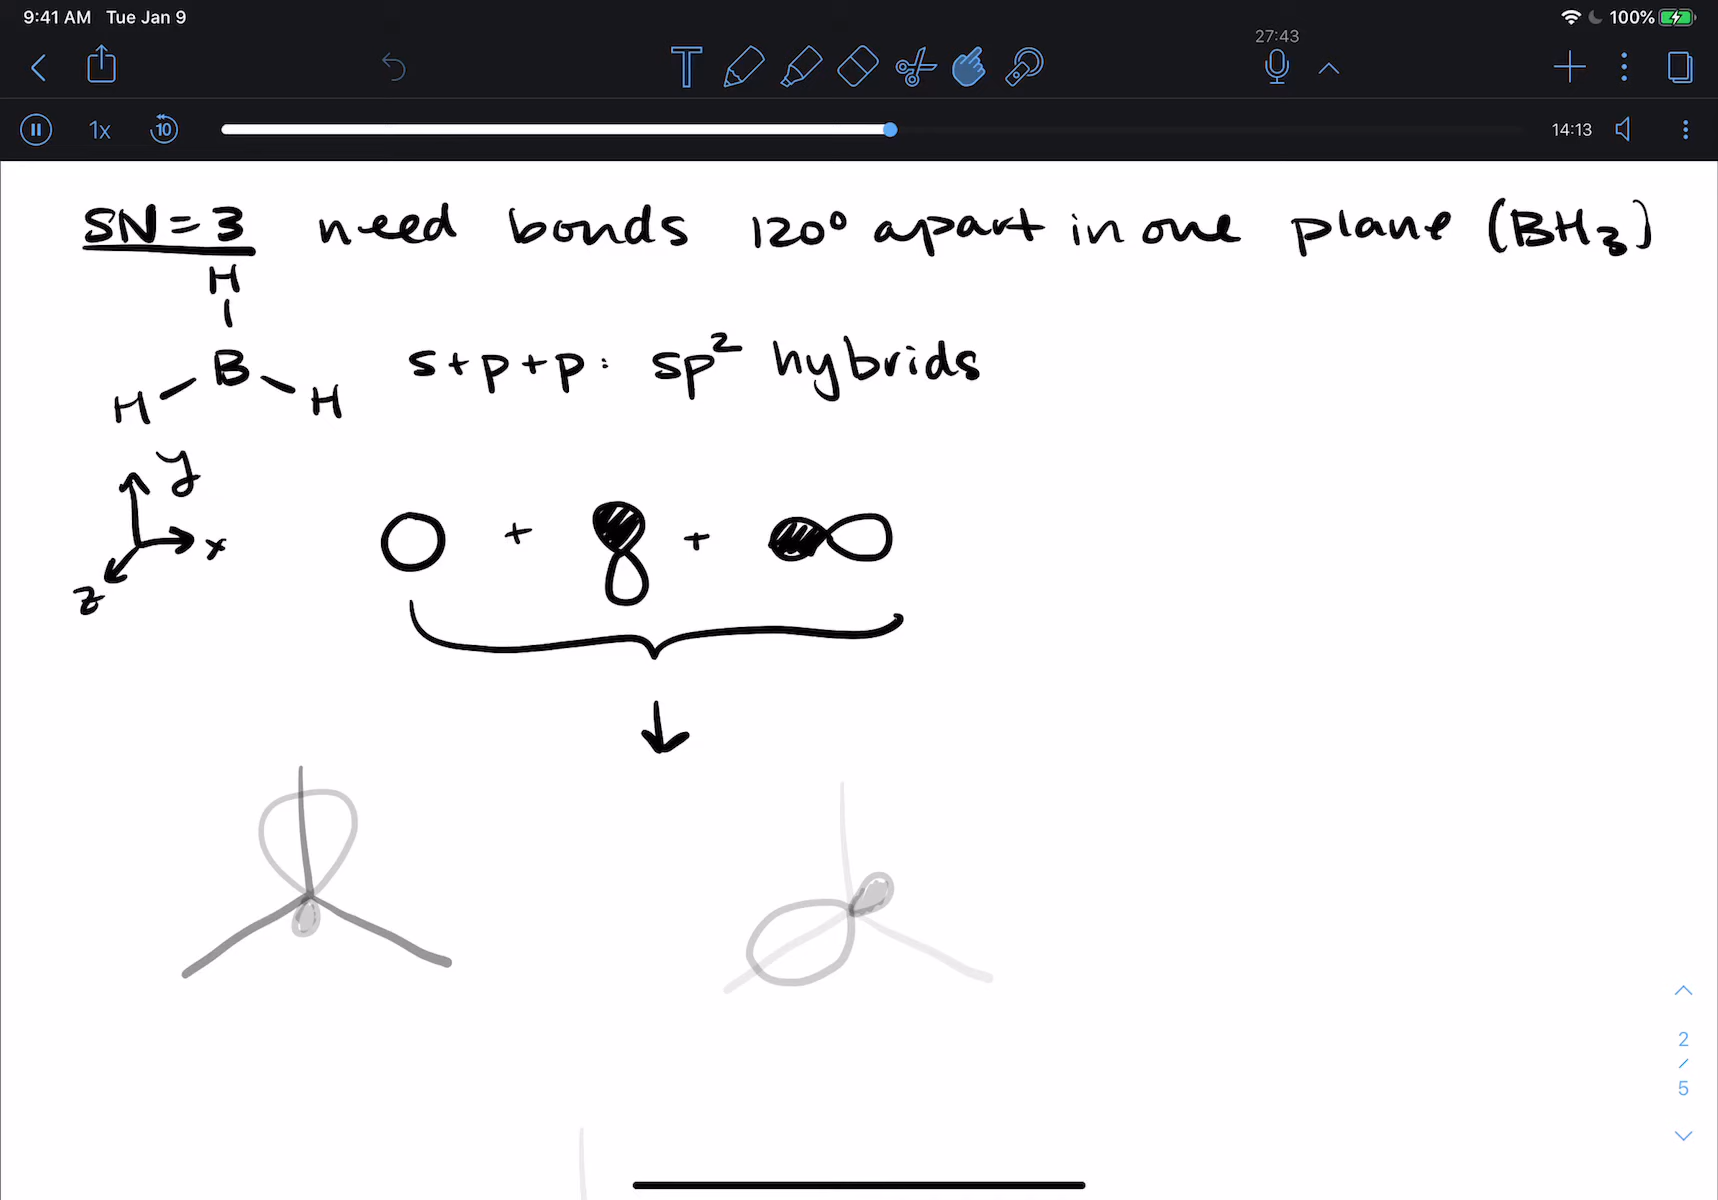 9:41 AM Tue Jan 9
100%
27:43
1x
10
14:13
SN=3 need bonds 120° apart in one plane (BH₃)
H
B
H H
s+p+p: sp² hybrids
y
x
z
+ +
2
/
5